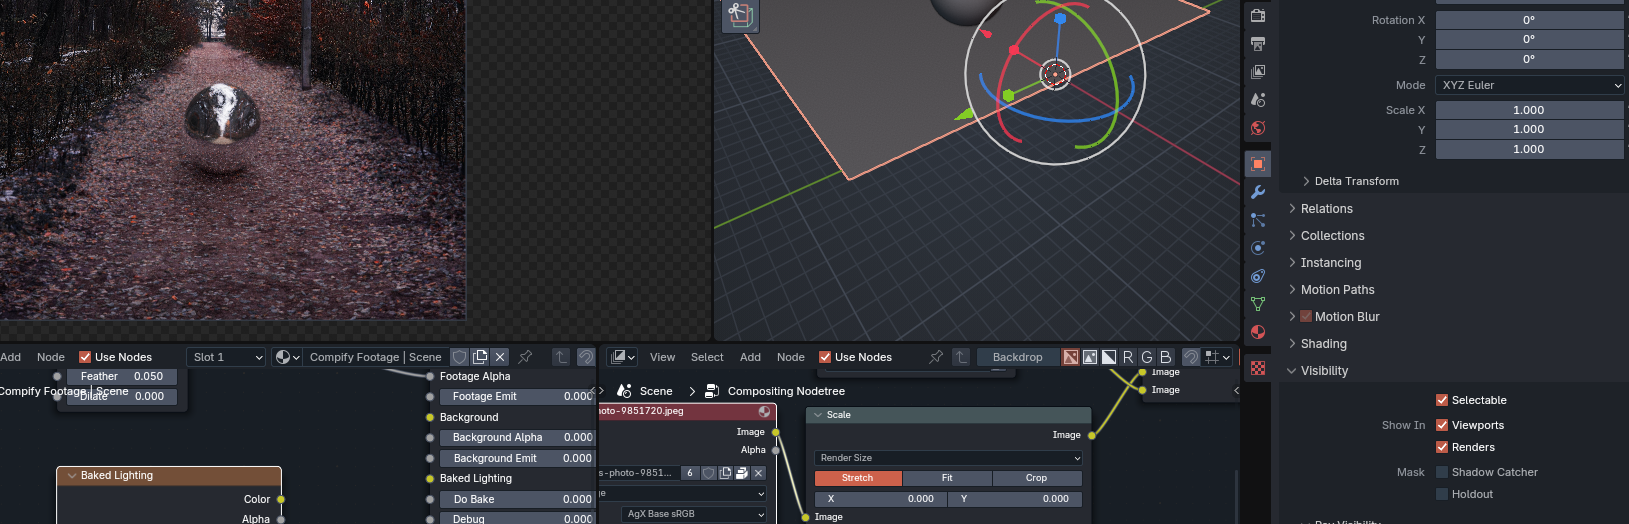 Rotation X 0°
Y 0°
Z 0°
Mode XYZ Euler
Scale X 1.000
Y 1.000
Z 1.000
Delta Transform
Relations
Collections
Instancing
Motion Paths
Motion Blur
Shading
Visibility
Selectable
Show In Viewports
Renders
Mask Shadow Catcher
Holdout
Add Node Use Nodes Slot 1 Compify Footage | Scene
Feather 0.050
Compify Footage | Scene
Dilate 0.000
Footage Alpha
Footage Emit 0.000
Background
Background Alpha 0.000
Background Emit 0.000
Baked Lighting
Do Bake 0.000
Debug 0.000
Baked Lighting
Color
Alpha
View Select Add Node Use Nodes Backdrop R G B
Scene Compositing Nodetree
oto-9851720.jpeg
Image
Alpha
s-photo-9851... 6
ge
AgX Base sRGB
Scale
Image
Render Size
Stretch Fit Crop
X 0.000 Y 0.000
Image
Image
Image